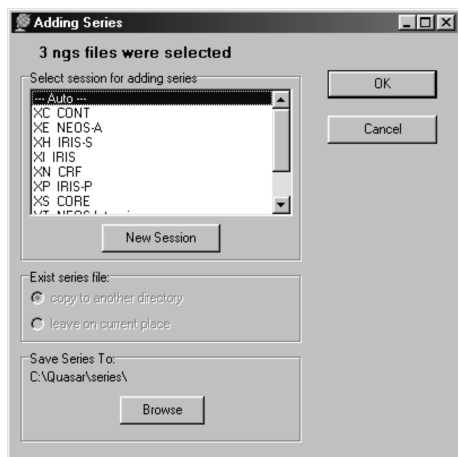 Adding Series
3 ngs files were selected
Select session for adding series
--- Auto ---
XC CONT
XE NEOS-A
XH IRIS-S
XI IRIS
XN CRF
XP IRIS-P
XS CORE
New Session
OK
Cancel
Exist series file:
copy to another directory
leave on current place
Save Series To:
C:\Quasar\series\
Browse